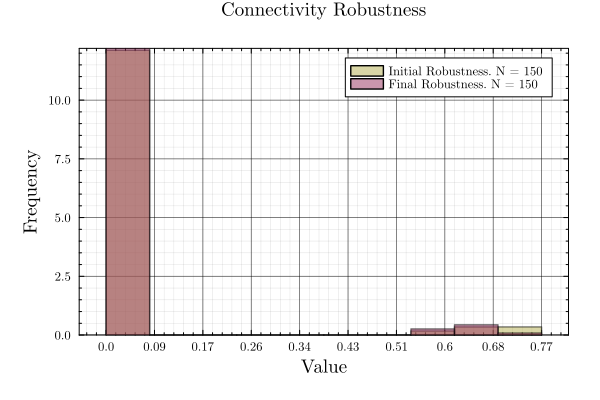 Connectivity Robustness
Initial Robustness. N = 150
Final Robustness. N = 150
Frequency
10.0
7.5
5.0
2.5
0.0
0.0 0.09 0.17 0.26 0.34 0.43 0.51 0.6 0.68 0.77
Value